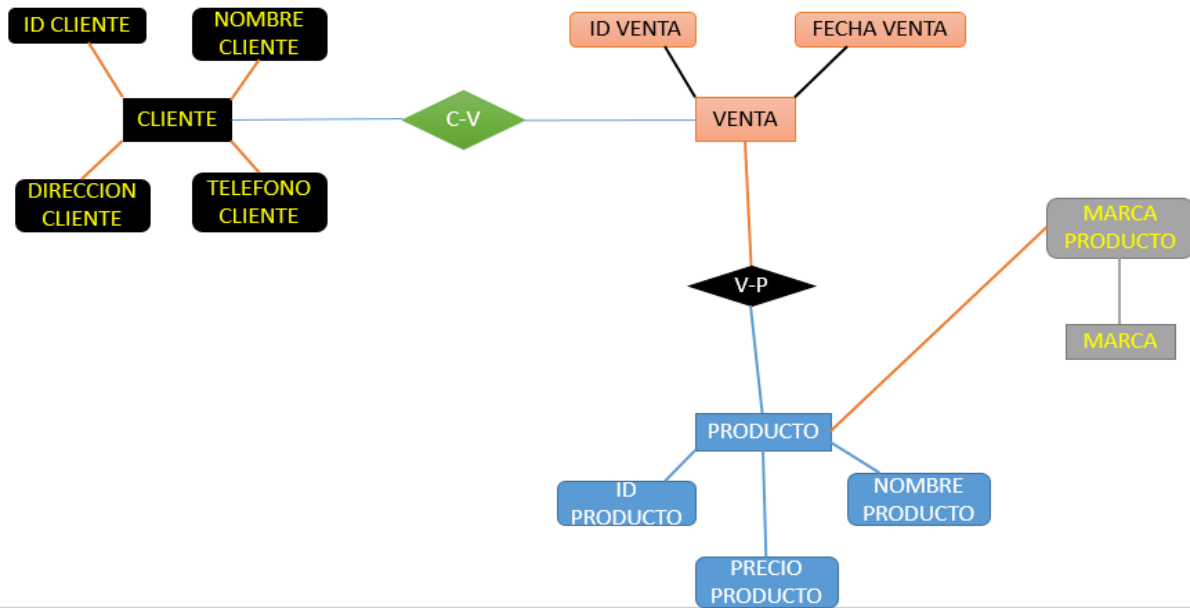 ID CLIENTE
NOMBRE
CLIENTE
ID VENTA
FECHA VENTA
CLIENTE
C-V
VENTA
DIRECCION
CLIENTE
TELEFONO
CLIENTE
MARCA
PRODUCTO
V-P
MARCA
PRODUCTO
ID
PRODUCTO
NOMBRE
PRODUCTO
PRECIO
PRODUCTO